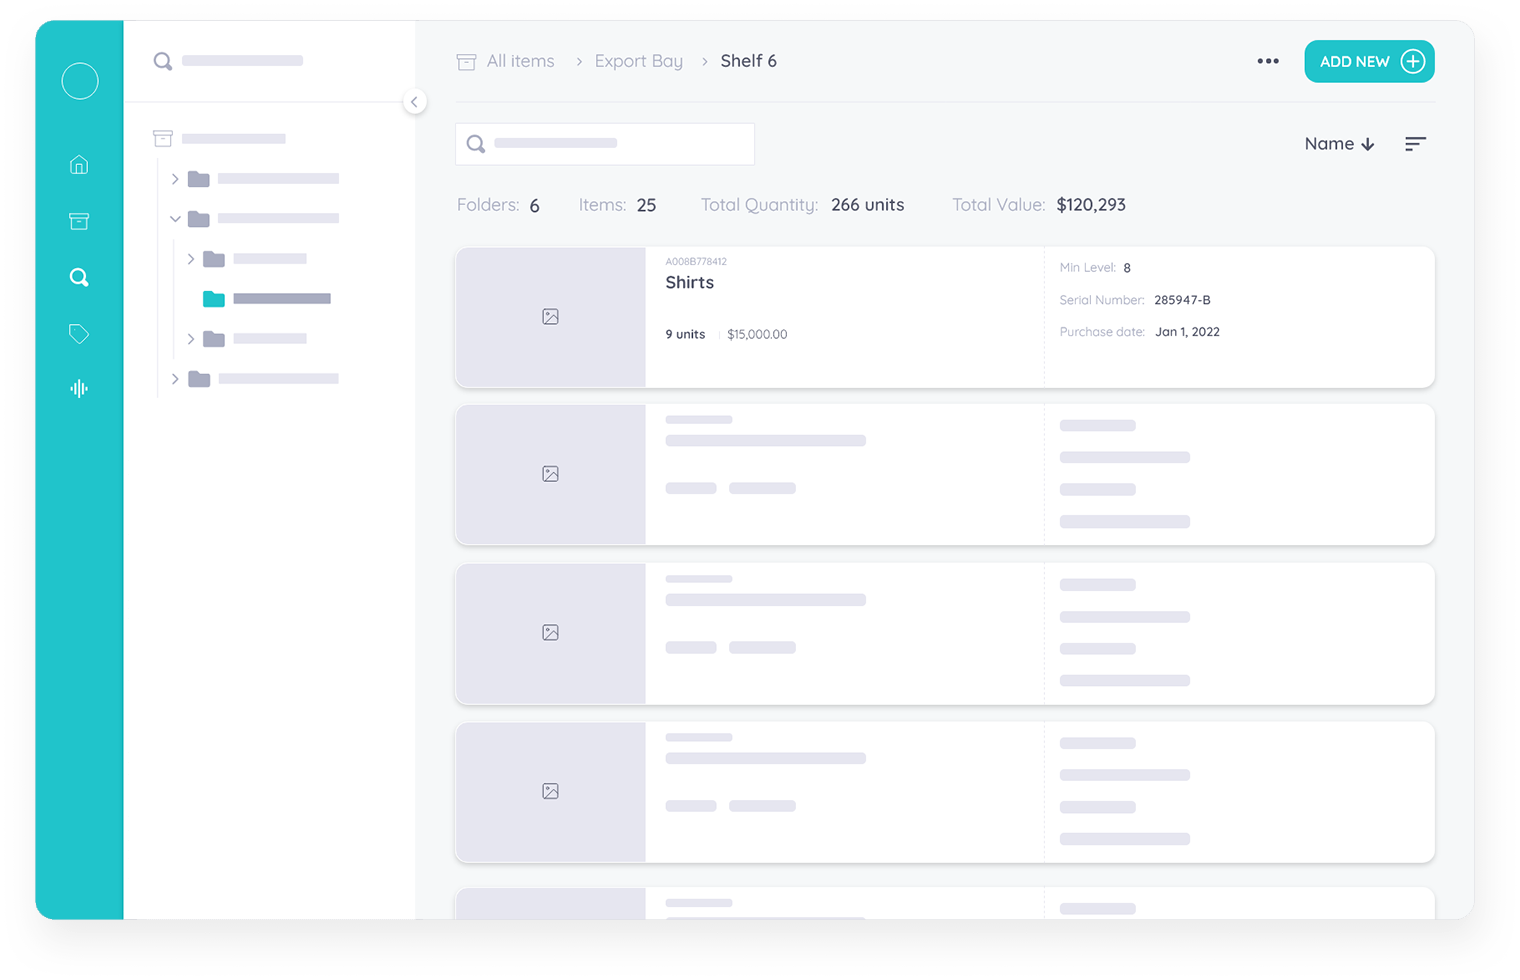 All items > Export Bay > Shelf 6
ADD NEW
Name
Folders: 6 Items: 25 Total Quantity: 266 units Total Value: $120,293
A008B778412
Shirts
9 units $15,000.00
Min Level: 8
Serial Number: 285947-B
Purchase date: Jan 1, 2022